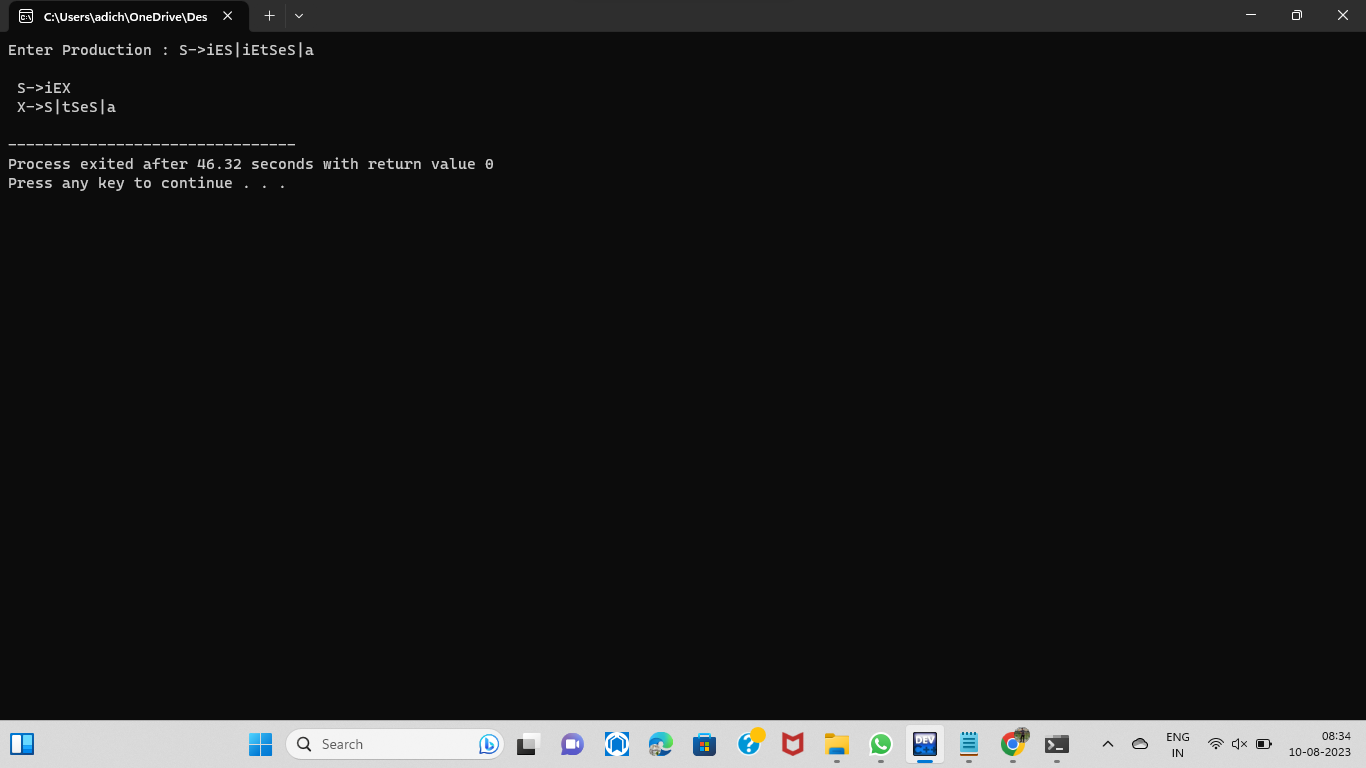 C:\Users\adich\OneDrive\Des
Enter Production : S->iES|iEtSeS|a
S->iEX
X->S|tSeS|a
--------------------------------
Process exited after 46.32 seconds with return value 0
Press any key to continue . . .
Search
DEV
ENG
IN
08:34
10-08-2023